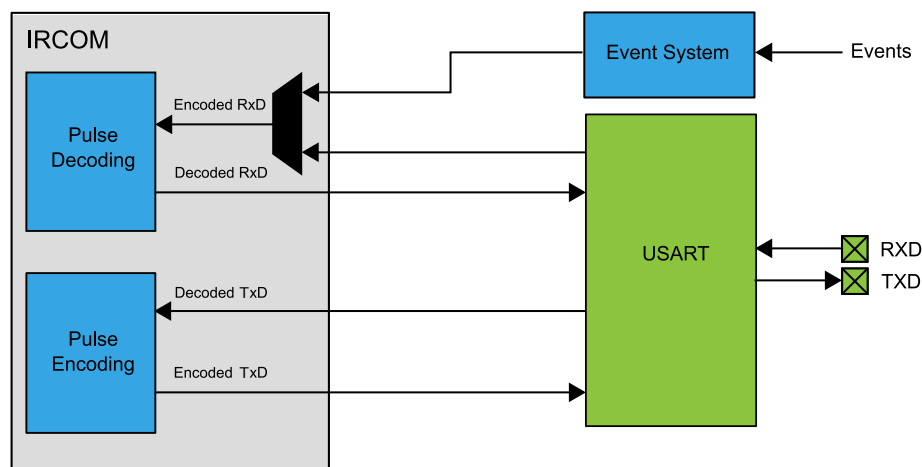 IRCOM
Event System
Events
Encoded RxD
Pulse
Decoding
Decoded RxD
USART
RXD
TXD
Decoded TxD
Pulse
Encoding
Encoded TxD